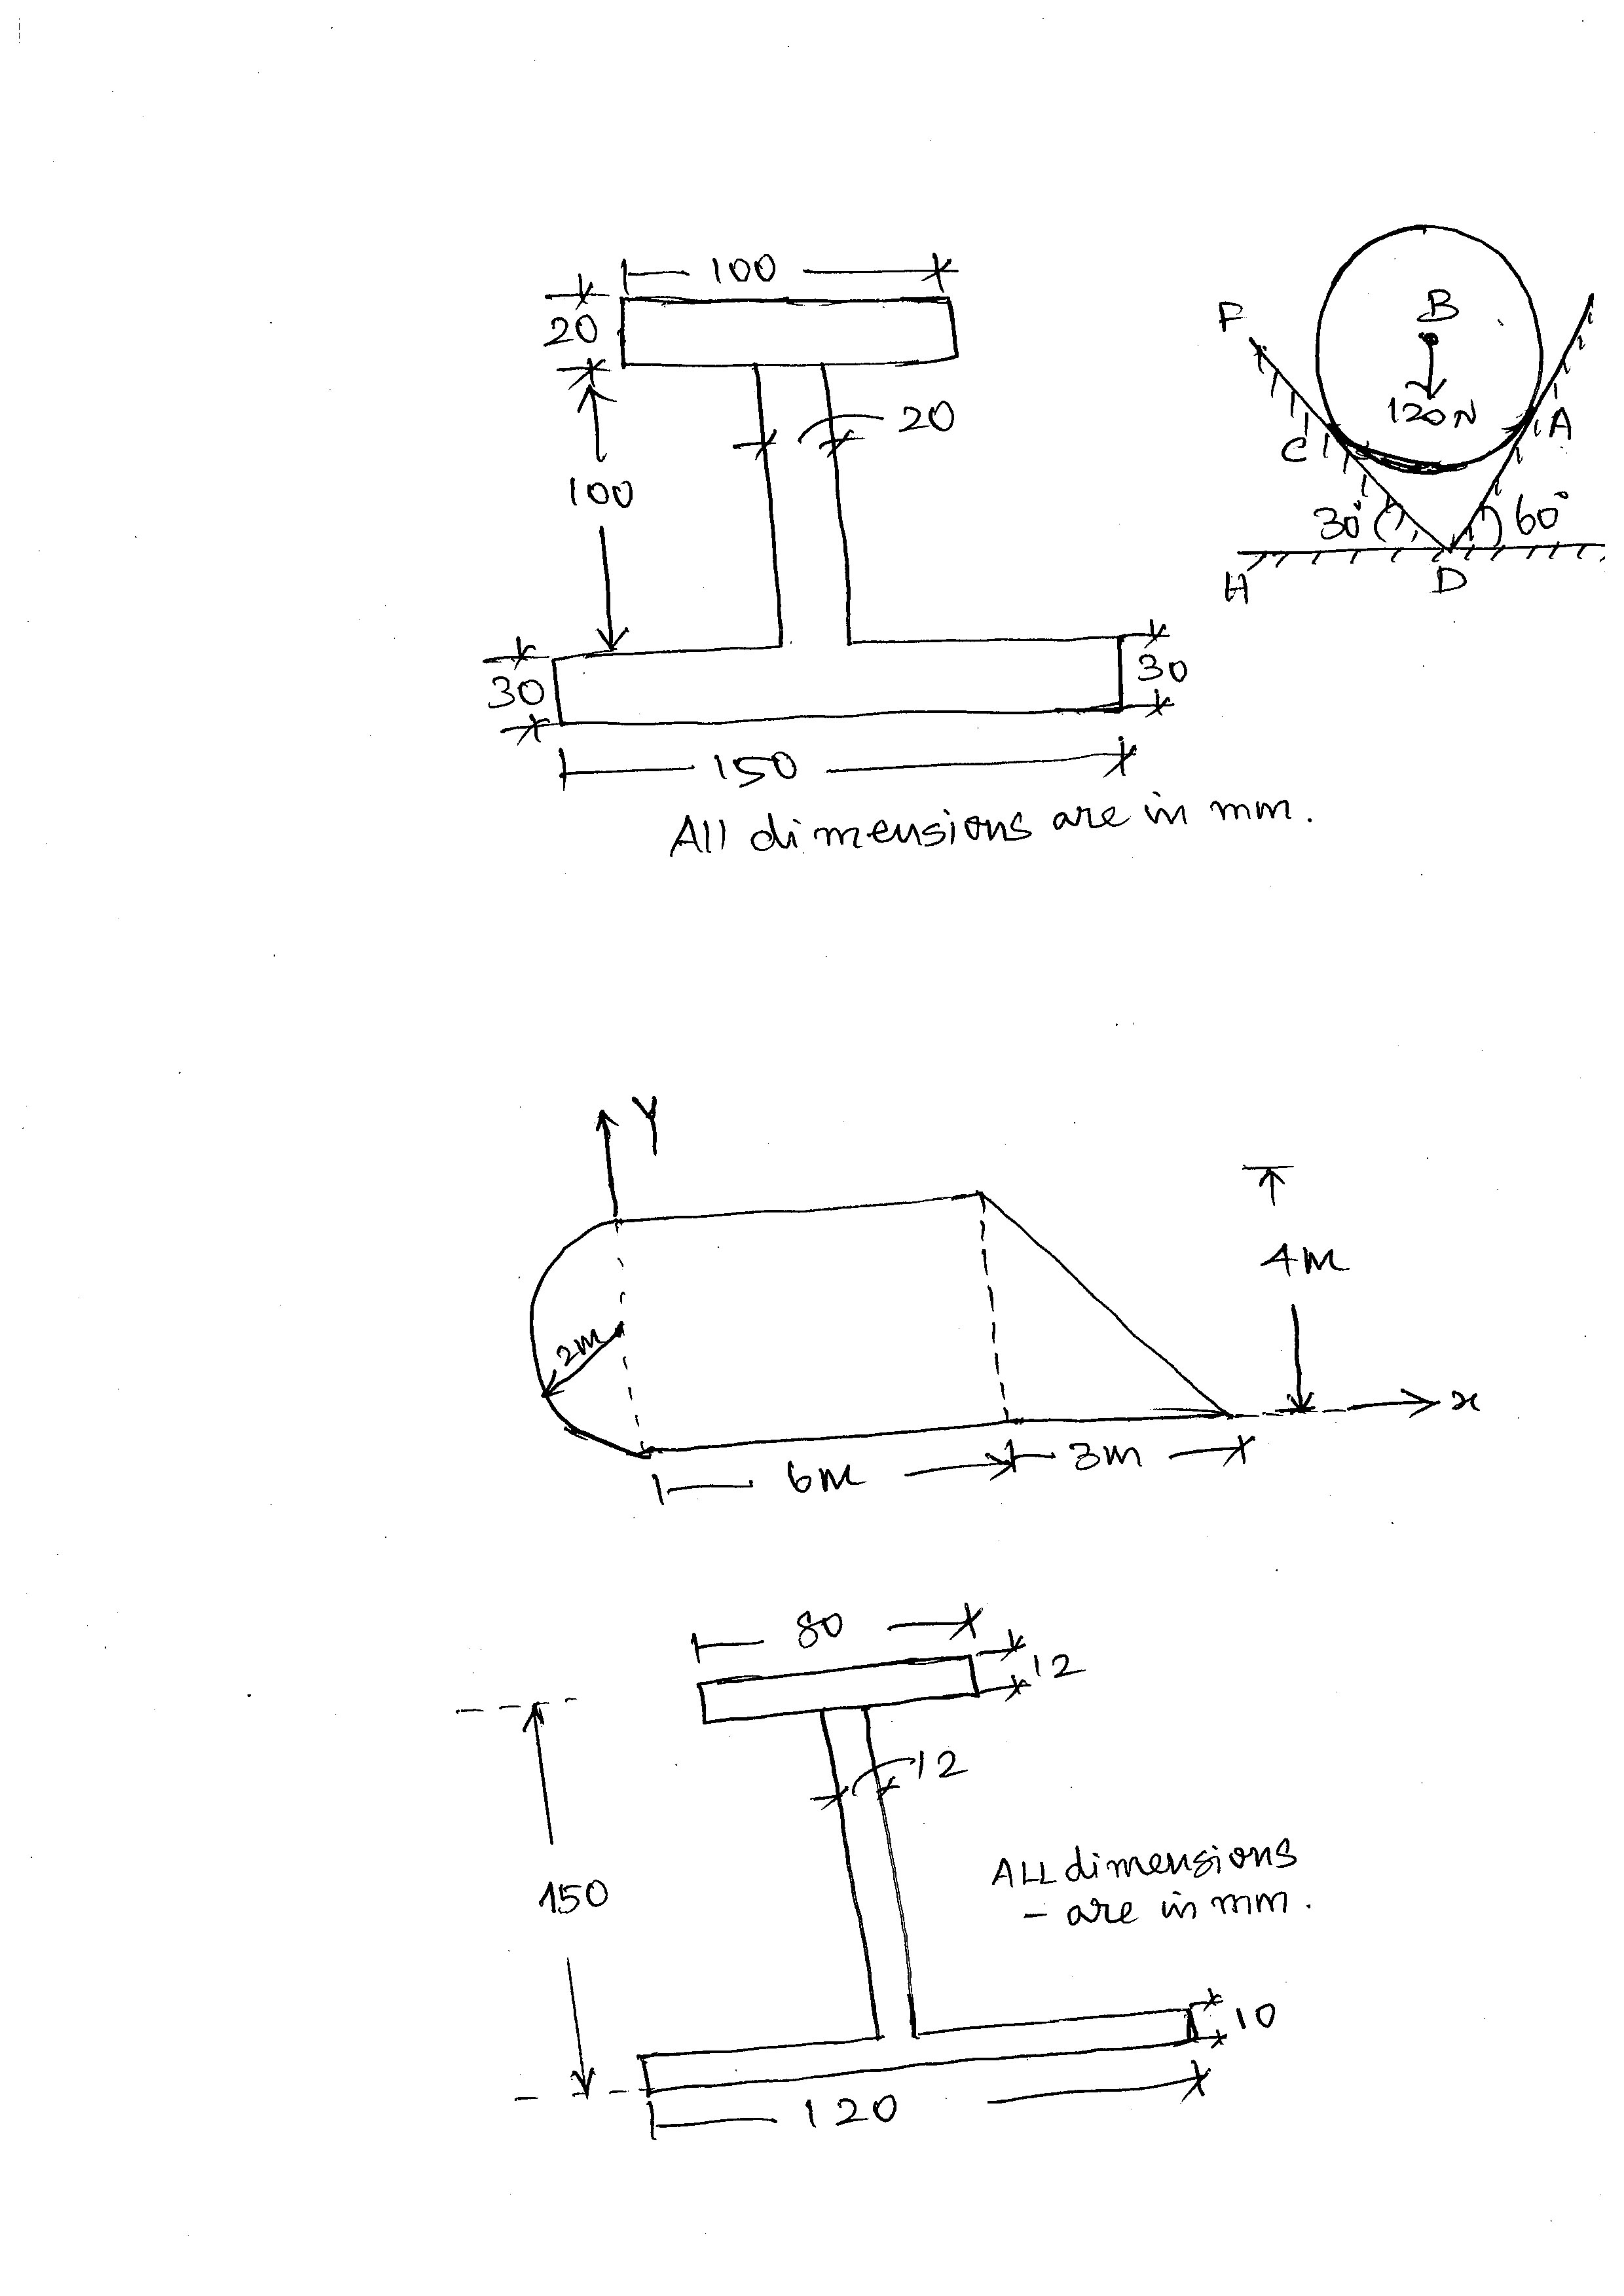 100
20
20
100
30
30
150
All dimensions are in mm.
B
F
120N
C
A
30°
60°
H
D
Y
4m
2m
x
6m
3m
80
12
12
150
ALL dimensions
- are in mm.
10
120